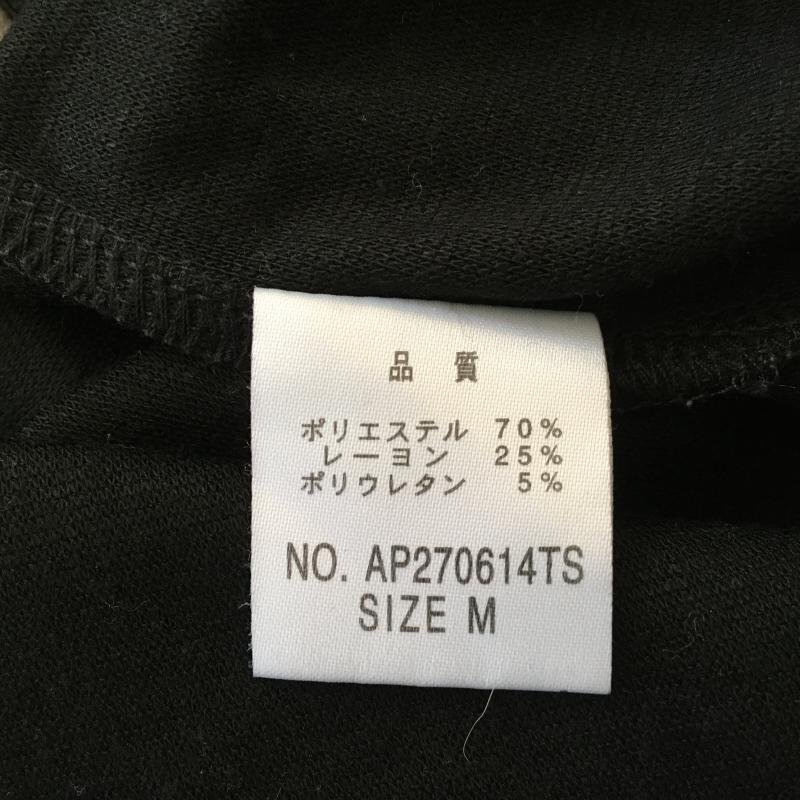 品 質
ポリエステル 70%
レーヨン 25%
ポリウレタン 5%
NO. AP270614TS
SIZE M